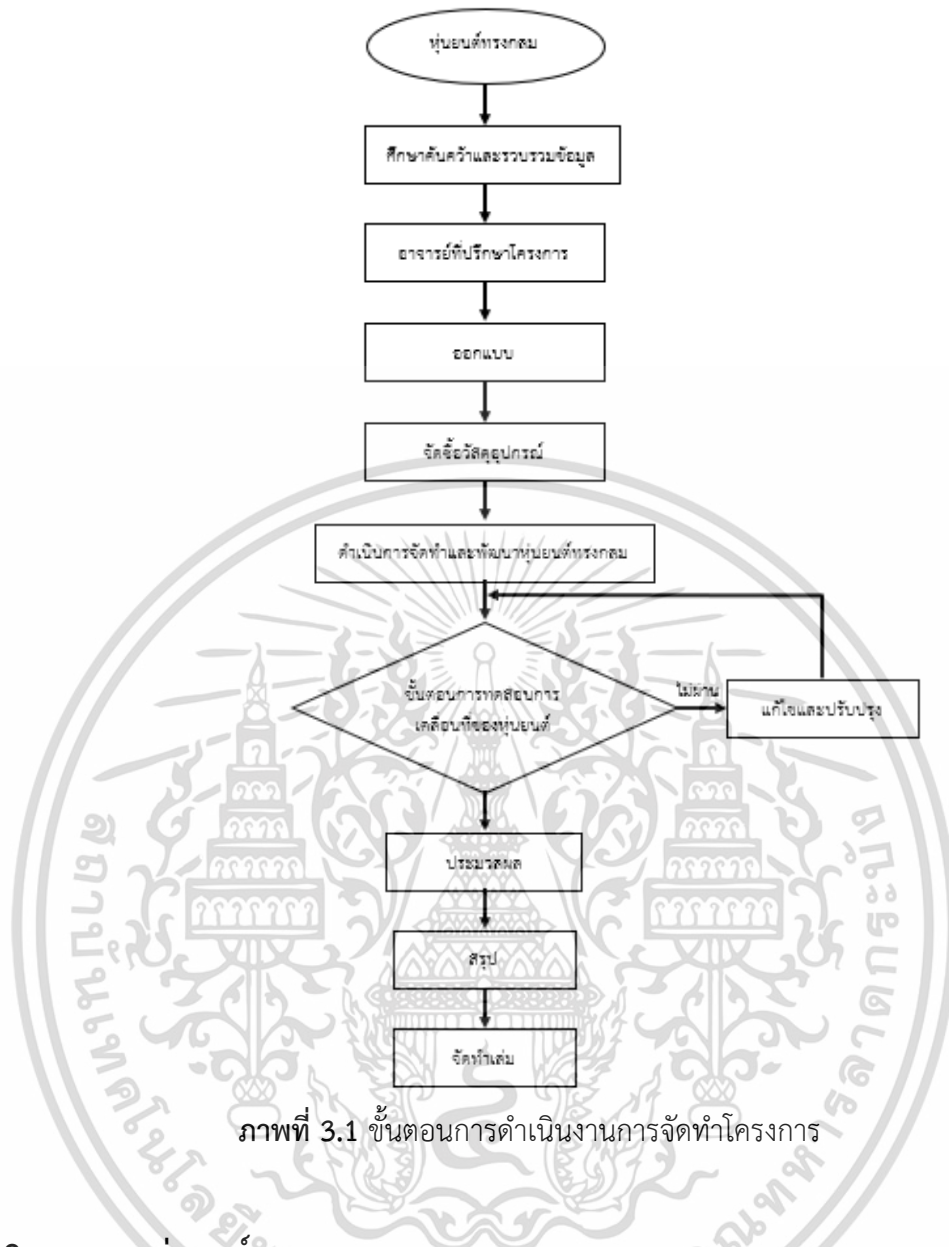 หุ่นยนต์ทรงกลม
ศึกษาค้นคว้าและรวบรวมข้อมูล
อาจารย์ที่ปรึกษาโครงการ
ออกแบบ
จัดซื้อวัสดุอุปกรณ์
ดำเนินการจัดทำและพัฒนาหุ่นยนต์ทรงกลม
ขั้นตอนการทดสอบการ
เคลื่อนที่ของหุ่นยนต์
ไม่ผ่าน
แก้ไขและปรับปรุง
ประมวลผล
สรุป
จัดทำเล่ม
ภาพที่ 3.1 ขั้นตอนการดำเนินงานการจัดทำโครงการ